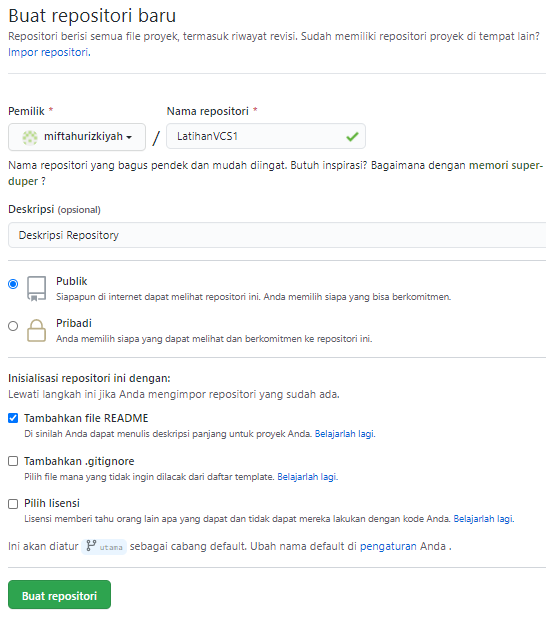 Buat repositori baru
Repositori berisi semua file proyek, termasuk riwayat revisi. Sudah memiliki repositori proyek di tempat lain?
Impor repositori.
Pemilik *
Nama repositori *
miftahurizkiyah
/
LatihanVCS1
Nama repositori yang bagus pendek dan mudah diingat. Butuh inspirasi? Bagaimana dengan memori super-
duper ?
Deskripsi (opsional)
Deskripsi Repository
Publik
Siapapun di internet dapat melihat repositori ini. Anda memilih siapa yang bisa berkomitmen.
Pribadi
Anda memilih siapa yang dapat melihat dan berkomitmen ke repositori ini.
Inisialisasi repositori ini dengan:
Lewati langkah ini jika Anda mengimpor repositori yang sudah ada.
Tambahkan file README
Di sinilah Anda dapat menulis deskripsi panjang untuk proyek Anda. Belajarlah lagi.
Tambahkan .gitignore
Pilih file mana yang tidak ingin dilacak dari daftar template. Belajarlah lagi.
Pilih lisensi
Lisensi memberi tahu orang lain apa yang dapat dan tidak dapat mereka lakukan dengan kode Anda. Belajarlah lagi.
Ini akan diatur utama sebagai cabang default. Ubah nama default di pengaturan Anda .
Buat repositori